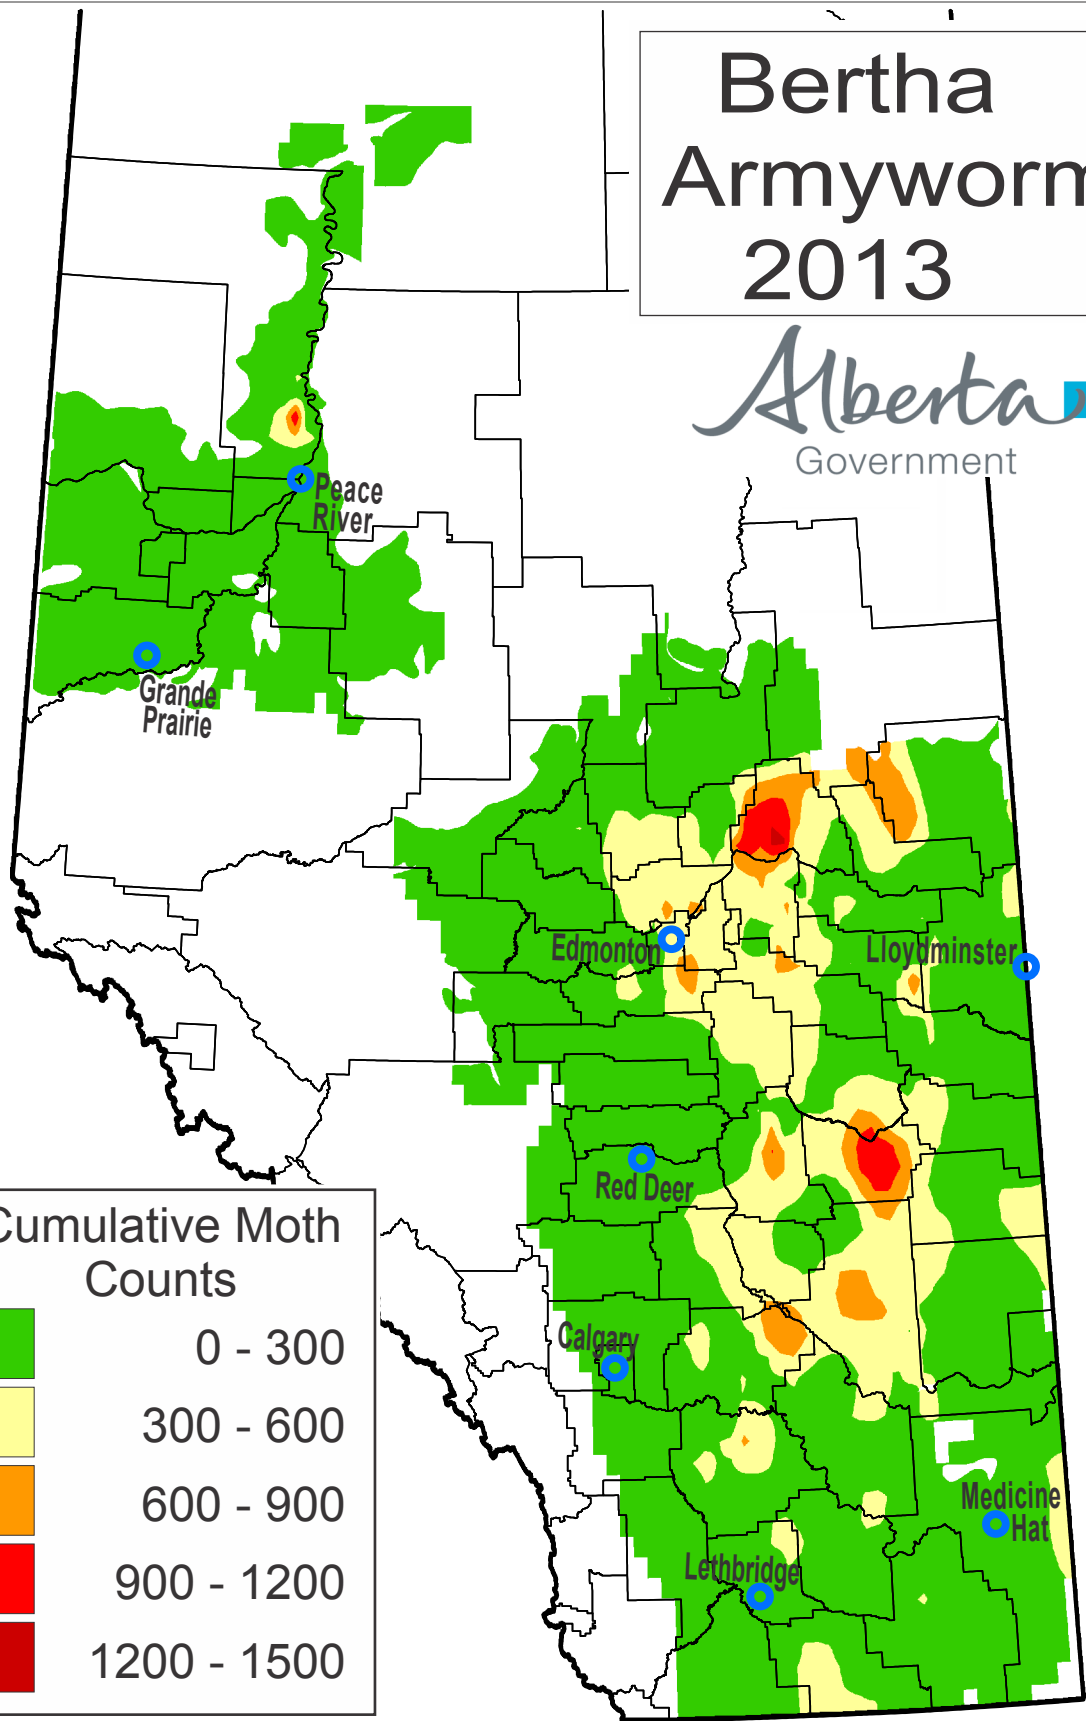 Bertha
Armyworm
2013
Alberta
Government
Peace
River
Grande
Prairie
Edmonton
Lloydminster
Red Deer
Calgary
Medicine
Hat
Lethbridge
Cumulative Moth
Counts
0 - 300
300 - 600
600 - 900
900 - 1200
1200 - 1500